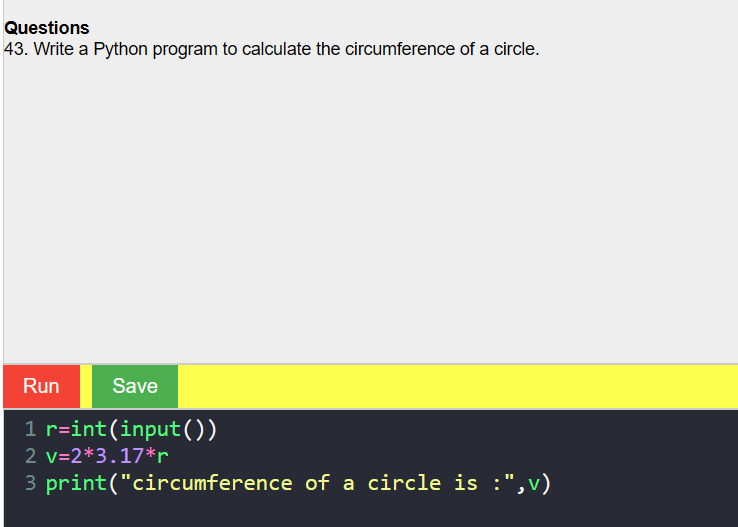 Questions
43. Write a Python program to calculate the circumference of a circle.
Run Save
1 r=int(input())
2 v=2*3.17*r
3 print("circumference of a circle is :",v)